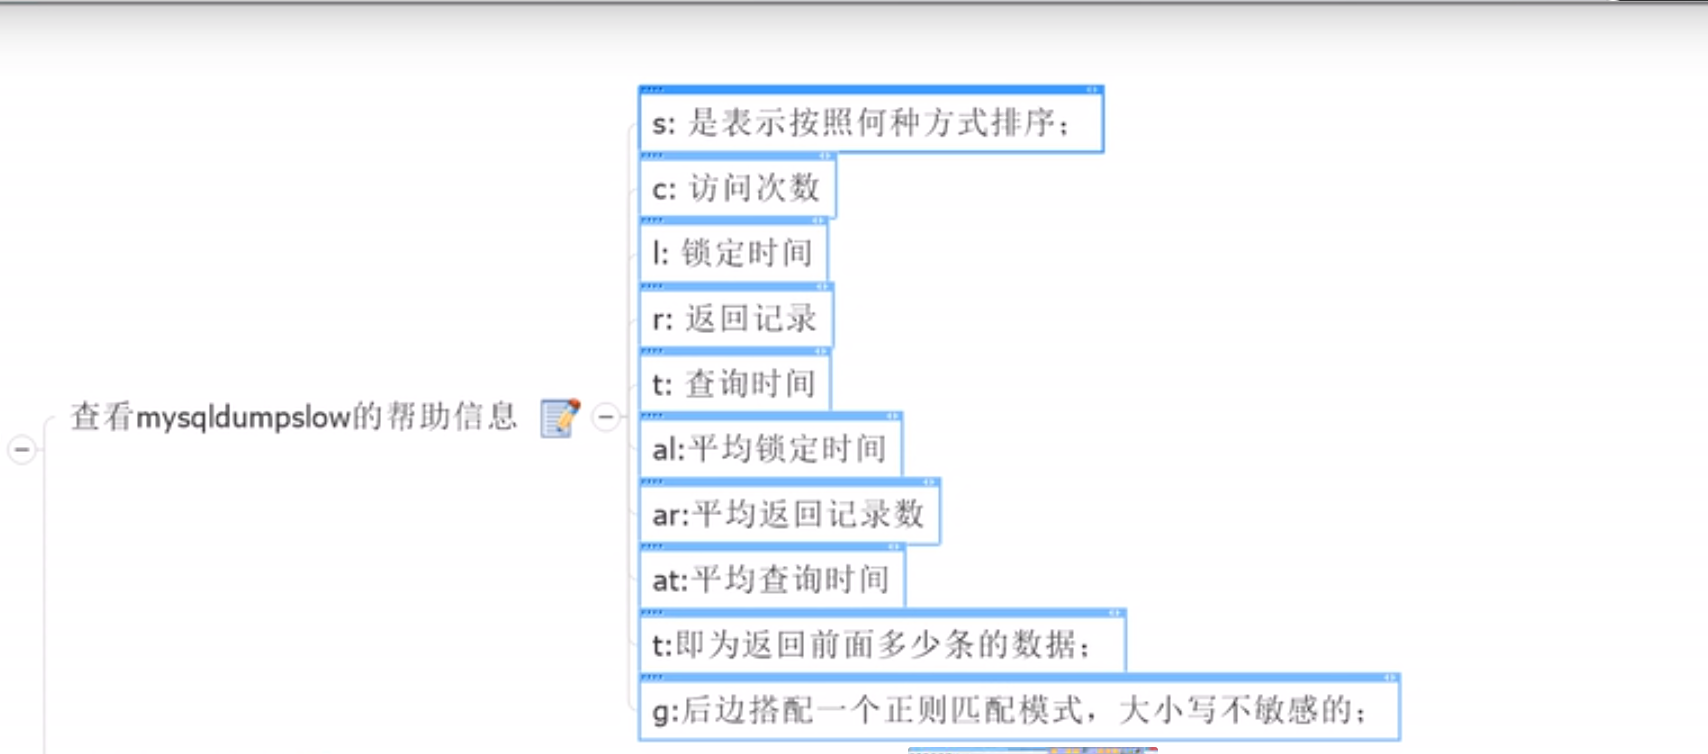 s: 是表示按照何种方式排序；
c: 访问次数
l: 锁定时间
r: 返回记录
t: 查询时间
查看mysqldumpslow的帮助信息
al:平均锁定时间
ar:平均返回记录数
at:平均查询时间
t:即为返回前面多少条的数据；
g:后边搭配一个正则匹配模式，大小写不敏感的；